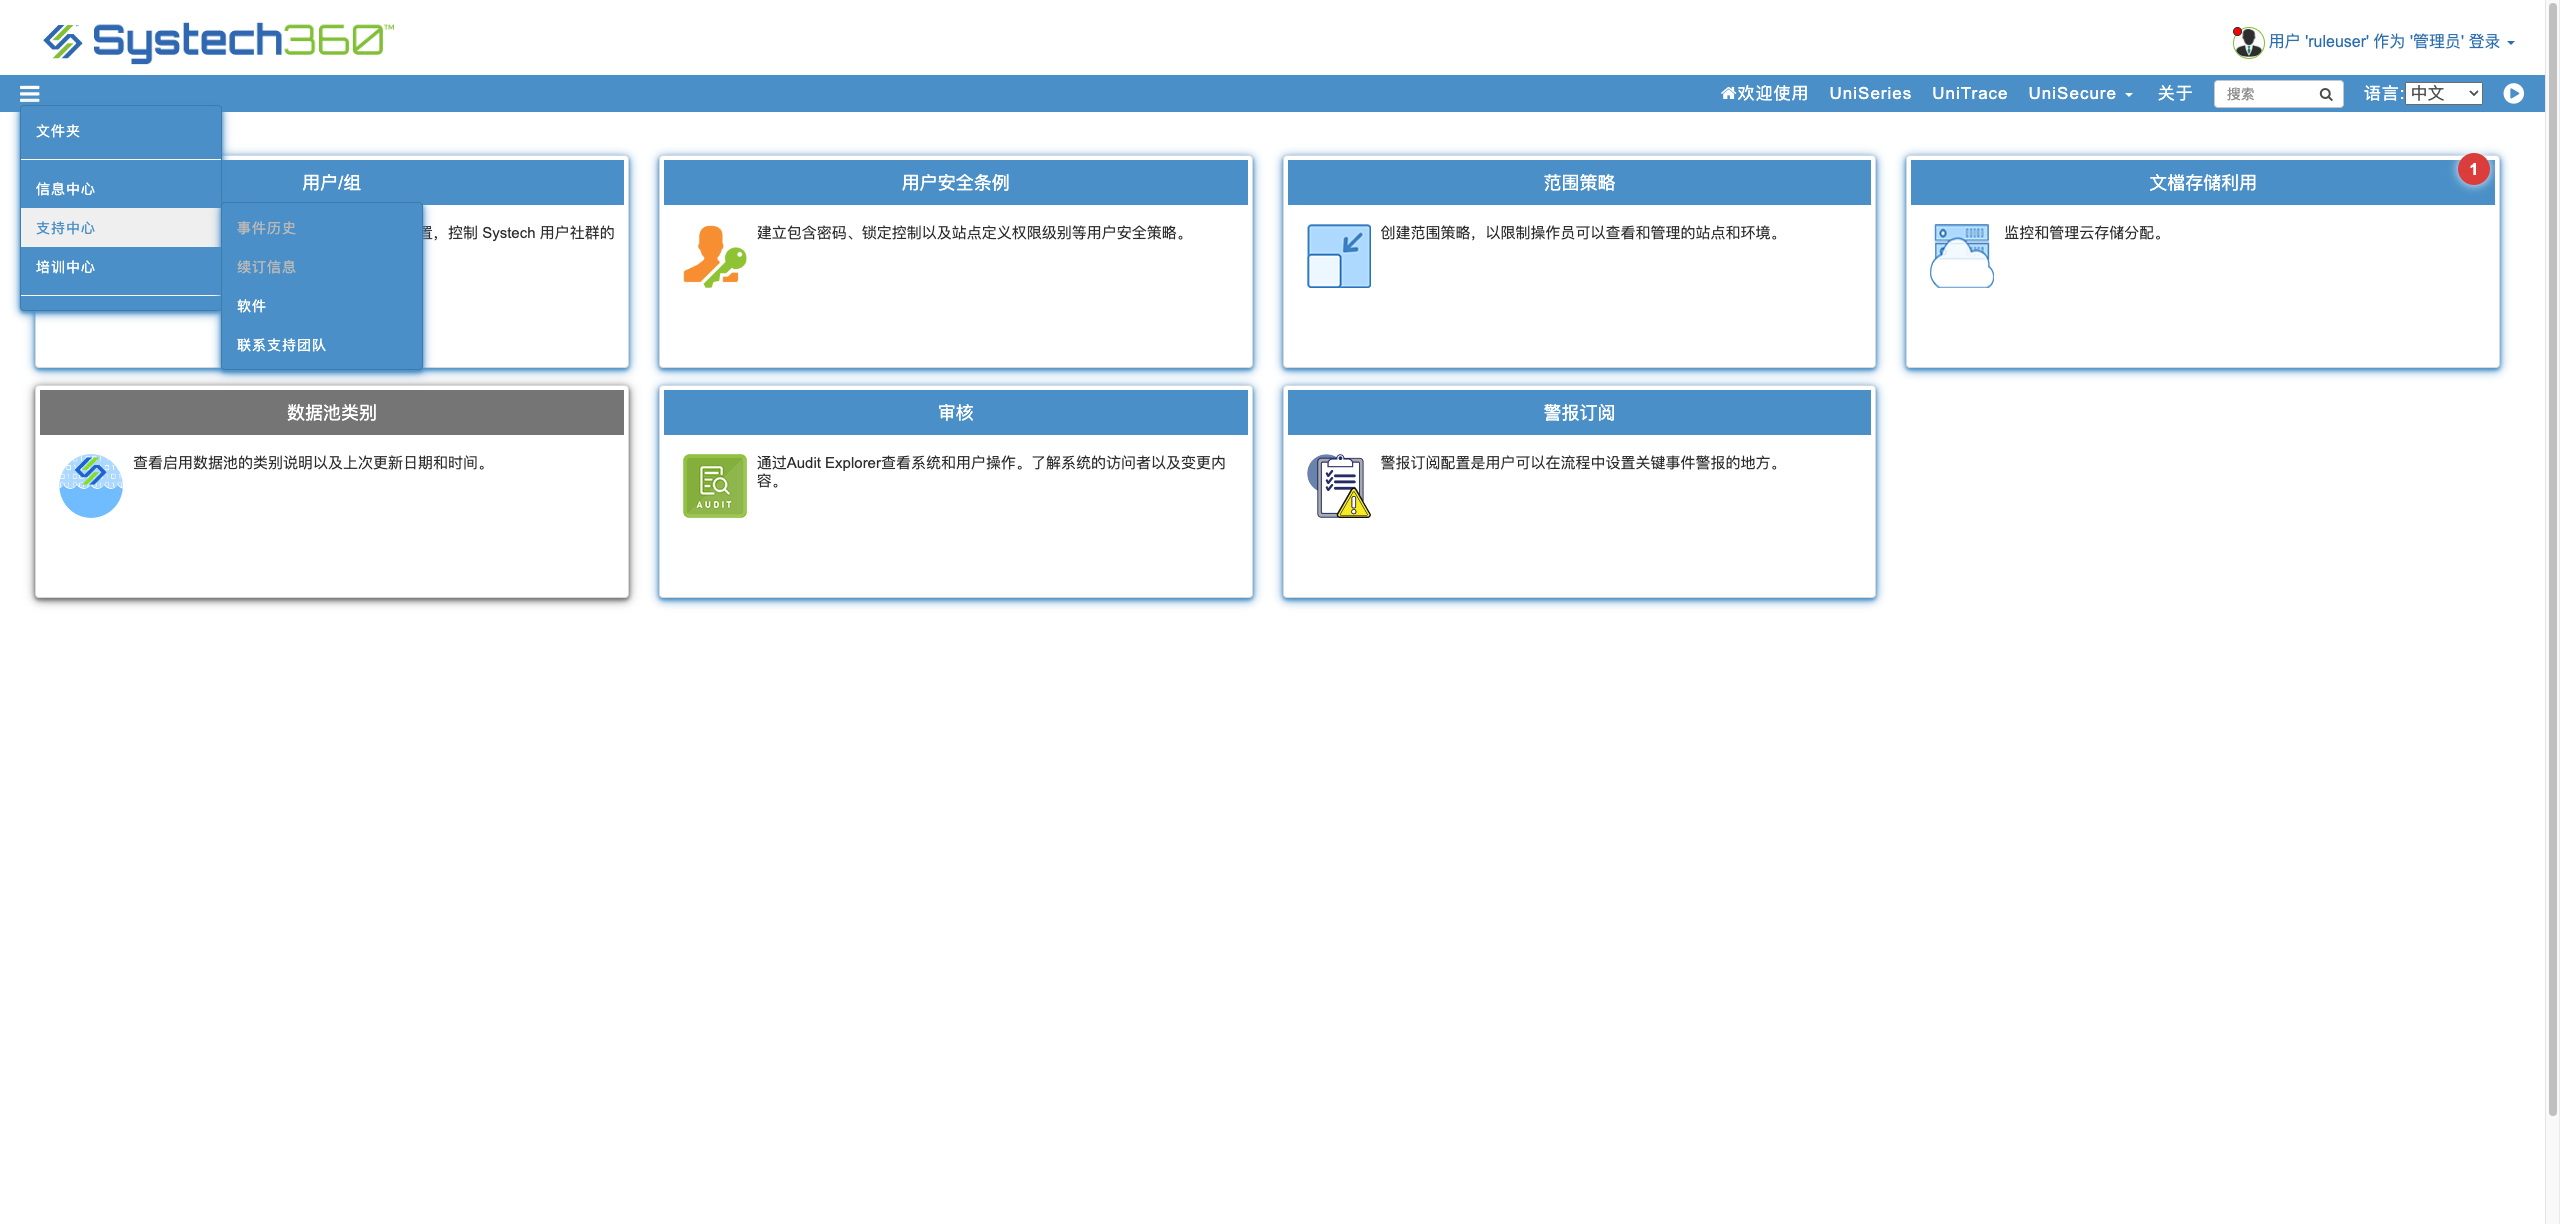 Systech360™
用户 'ruleuser' 作为 '管理员' 登录
欢迎使用 UniSeries UniTrace UniSecure 关于 搜索 语言: 中文
文件夹
信息中心
支持中心
培训中心
事件历史
续订信息
软件
联系支持团队
用户/组
置，控制 Systech 用户社群的
用户安全条例
建立包含密码、锁定控制以及站点定义权限级别等用户安全策略。
范围策略
创建范围策略，以限制操作员可以查看和管理的站点和环境。
文檔存储利用
1
监控和管理云存储分配。
数据池类别
查看启用数据池的类别说明以及上次更新日期和时间。
审核
AUDIT
通过Audit Explorer查看系统和用户操作。了解系统的访问者以及变更内
容。
警报订阅
警报订阅配置是用户可以在流程中设置关键事件警报的地方。